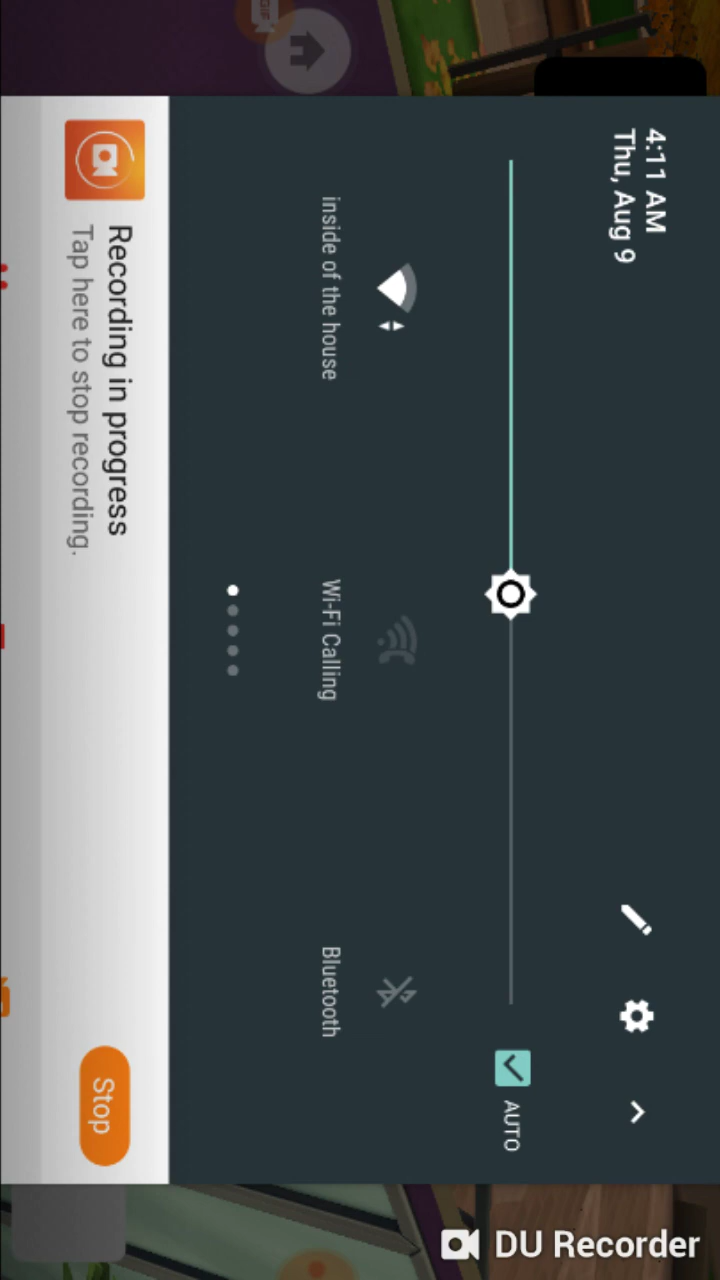 4:11 AM
Thu, Aug 9
AUTO
inside of the house
Wi-Fi Calling
Bluetooth
Recording in progress
Tap here to stop recording.
Stop
GIF
DU Recorder